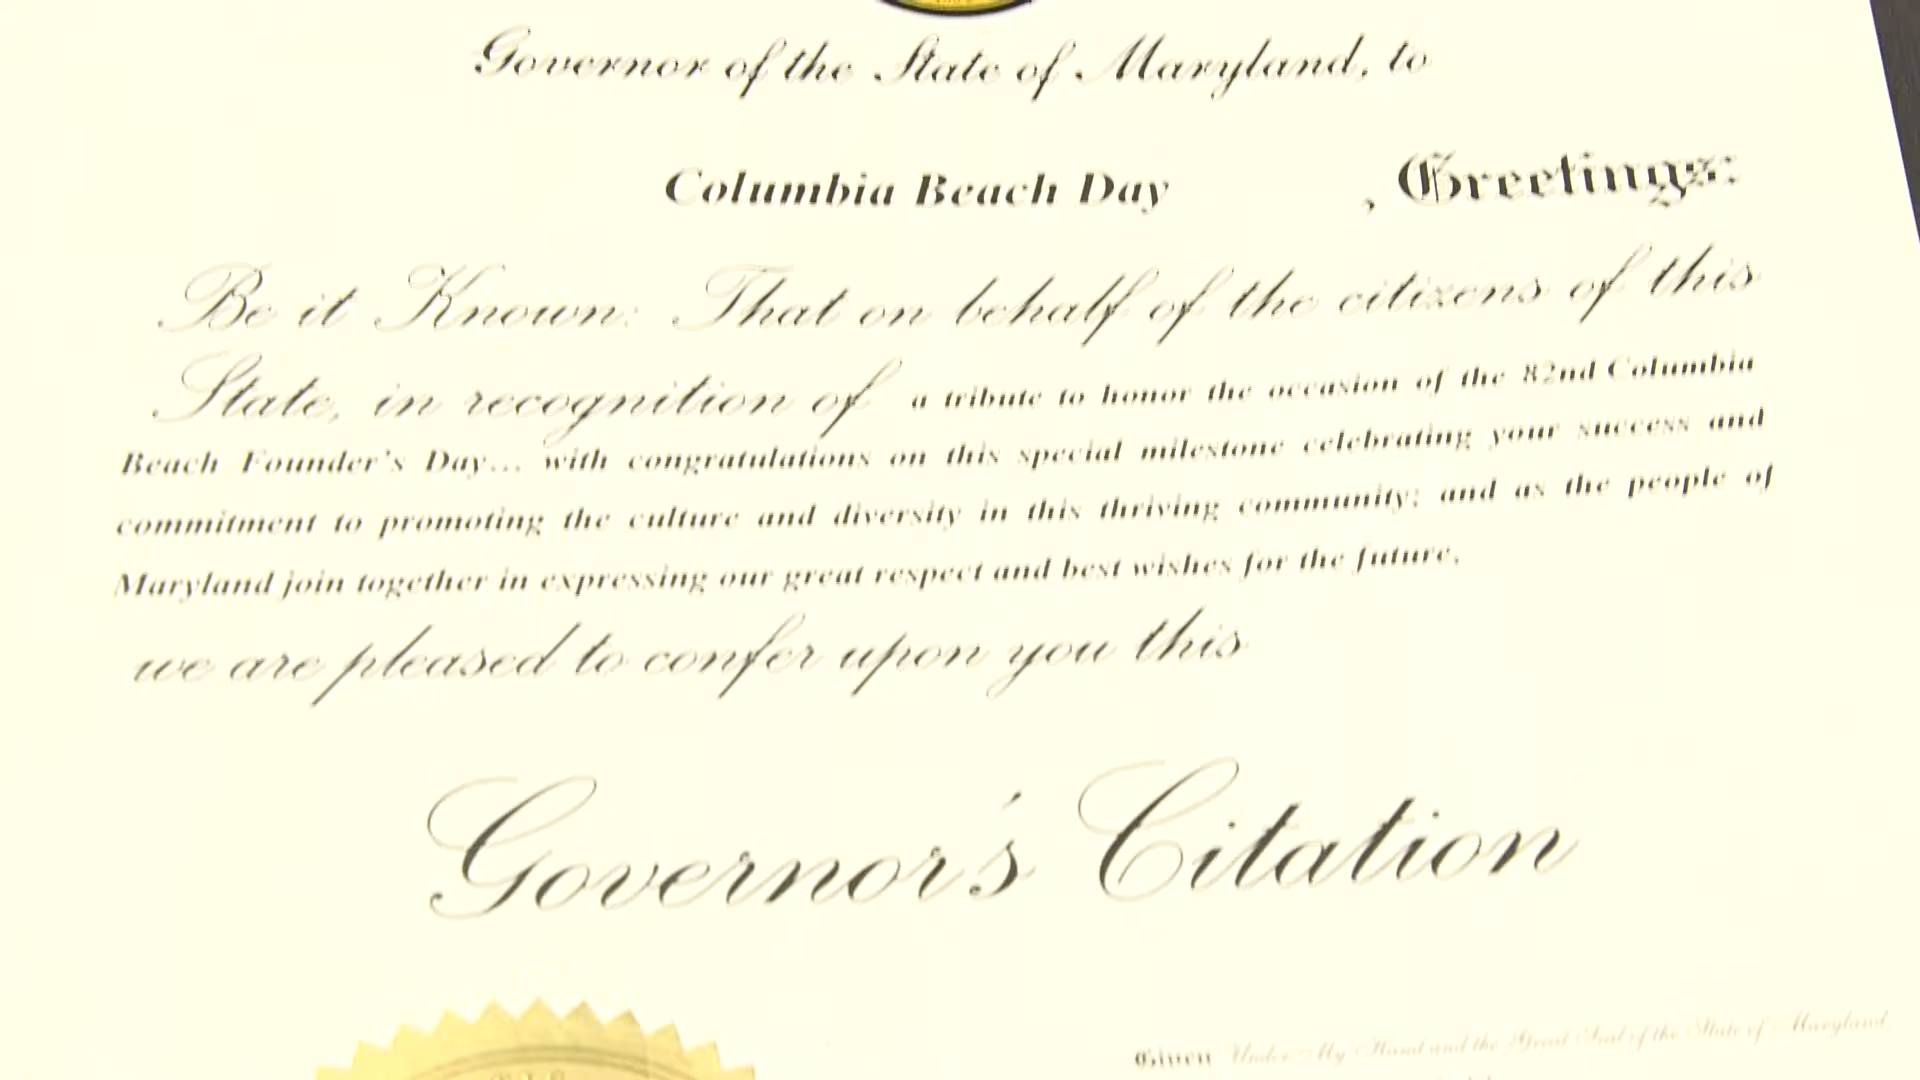 Governor of the State of Maryland, to
Columbia Beach Day , Greetings:
Be it Known: That on behalf of the citizens of this
State, in recognition of a tribute to honor the occasion of the 82nd Columbia
Beach Founder's Day... with congratulations on this special milestone celebrating your success and
commitment to promoting the culture and diversity in this thriving community; and as the people of
Maryland join together in expressing our great respect and best wishes for the future,
we are pleased to confer upon you this
Governor's Citation
Given Under My Hand and the Great Seal of the State of Maryland,